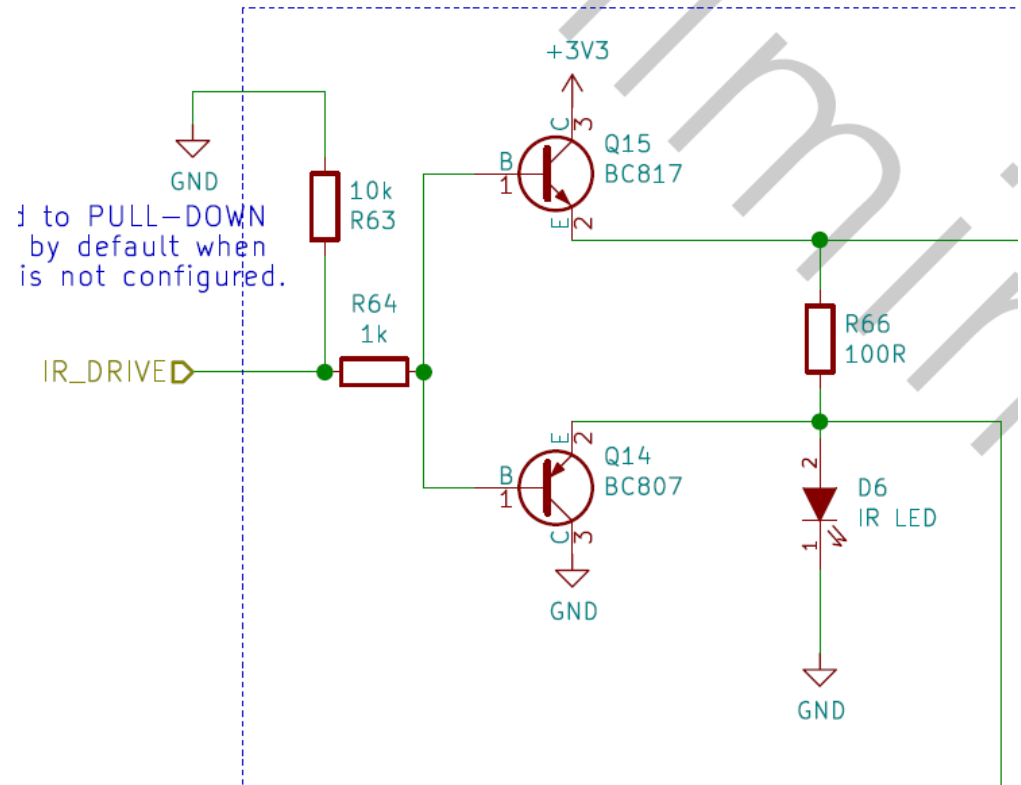 +3V3
C
3
Q15
BC817
B
1
E
2
GND
10k
R63
d to PULL-DOWN
by default when
is not configured.
R64
1k
IR_DRIVE
R66
100R
E
2
Q14
BC807
B
1
C
3
GND
2
D6
IR LED
1
GND